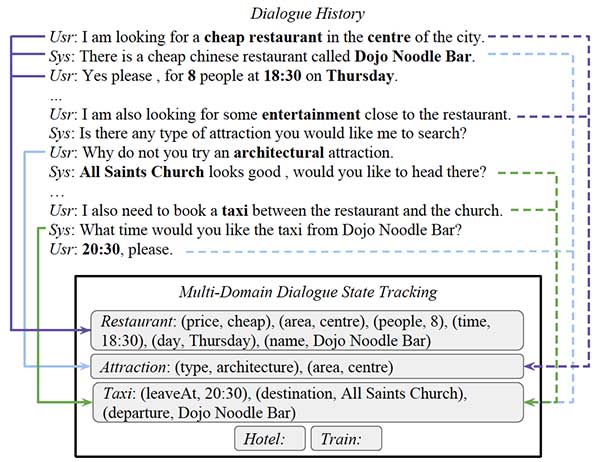 Dialogue History
Usr: I am looking for a cheap restaurant in the centre of the city.
Sys: There is a cheap chinese restaurant called Dojo Noodle Bar.
Usr: Yes please , for 8 people at 18:30 on Thursday.
...
Usr: I am also looking for some entertainment close to the restaurant.
Sys: Is there any type of attraction you would like me to search?
Usr: Why do not you try an architectural attraction.
Sys: All Saints Church looks good , would you like to head there?
...
Usr: I also need to book a taxi between the restaurant and the church.
Sys: What time would you like the taxi from Dojo Noodle Bar?
Usr: 20:30, please.
Multi-Domain Dialogue State Tracking
Restaurant: (price, cheap), (area, centre), (people, 8), (time,
18:30), (day, Thursday), (name, Dojo Noodle Bar)
Attraction: (type, architecture), (area, centre)
Taxi: (leaveAt, 20:30), (destination, All Saints Church),
(departure, Dojo Noodle Bar)
Hotel: Train: